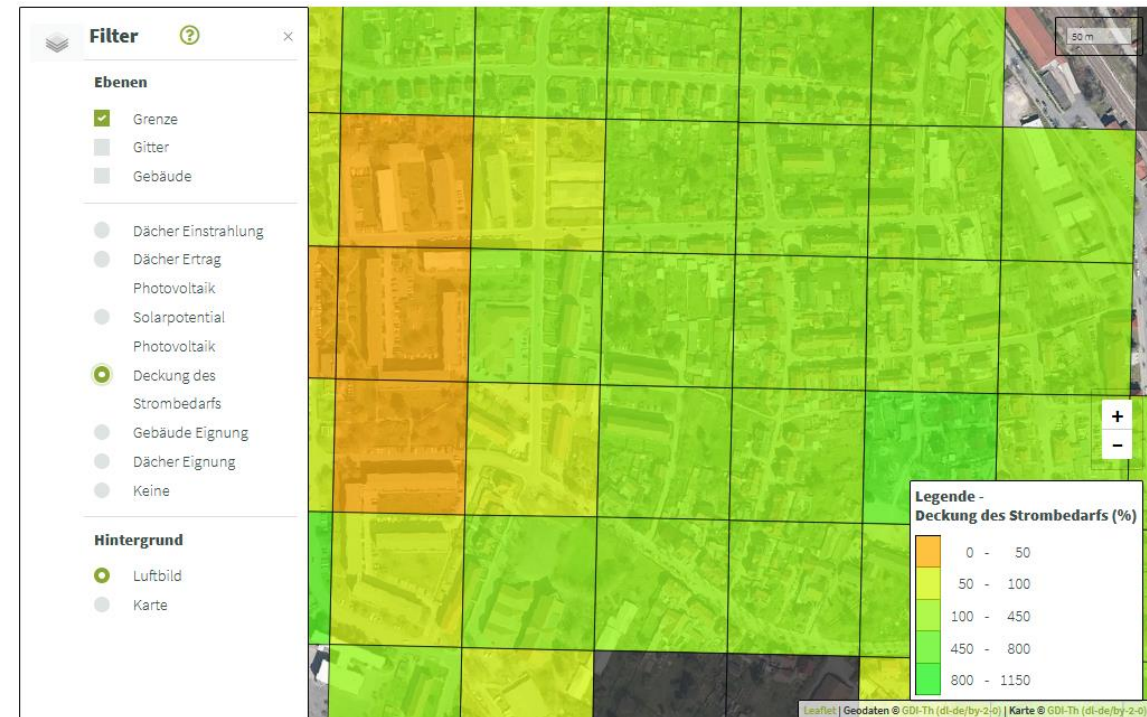 Filter
?
×
Ebenen
Grenze
Gitter
Gebäude
Dächer Einstrahlung
Dächer Ertrag
Photovoltaik
Solarpotential
Photovoltaik
Deckung des
Strombedarfs
Gebäude Eignung
Dächer Eignung
Keine
Hintergrund
Luftbild
Karte
50 m
+
−
Legende -
Deckung des Strombedarfs (%)
0 - 50
50 - 100
100 - 450
450 - 800
800 - 1150
Leaflet | Geodaten © GDI-Th (dl-de/by-2-0) | Karte © GDI-Th (dl-de/by-2-0)